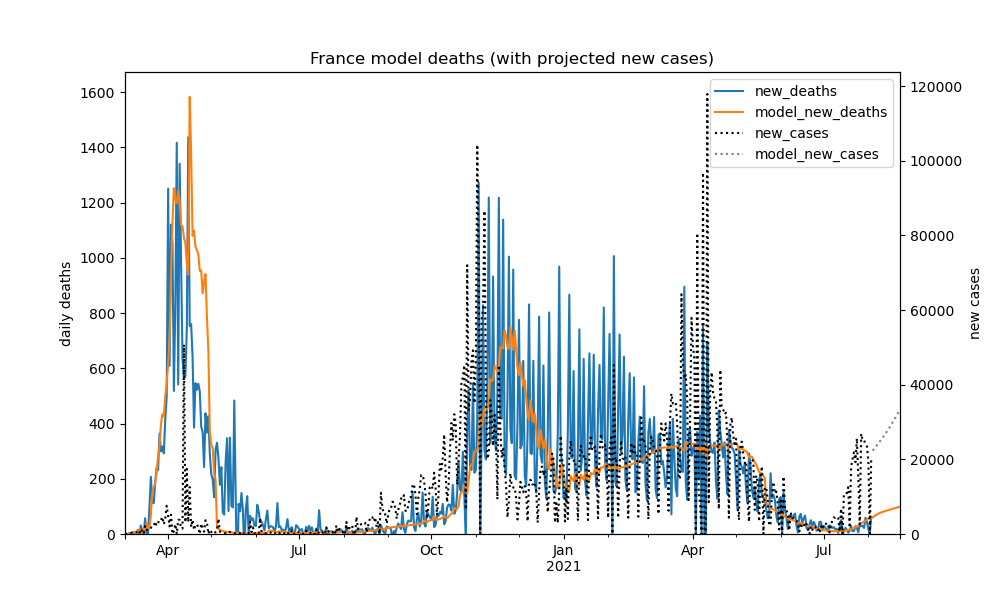 France model deaths (with projected new cases)
new_deaths
model_new_deaths
new_cases
model_new_cases
daily deaths
1600
1400
1200
1000
800
600
400
200
0
120000
100000
80000
60000
40000
20000
0
new cases
Apr
Jul
Oct
Jan
2021
Apr
Jul